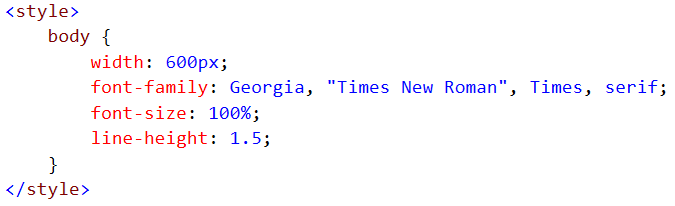 <style>
    body {
        width: 600px;
        font-family: Georgia, "Times New Roman", Times, serif;
        font-size: 100%;
        line-height: 1.5;
    }
</style>